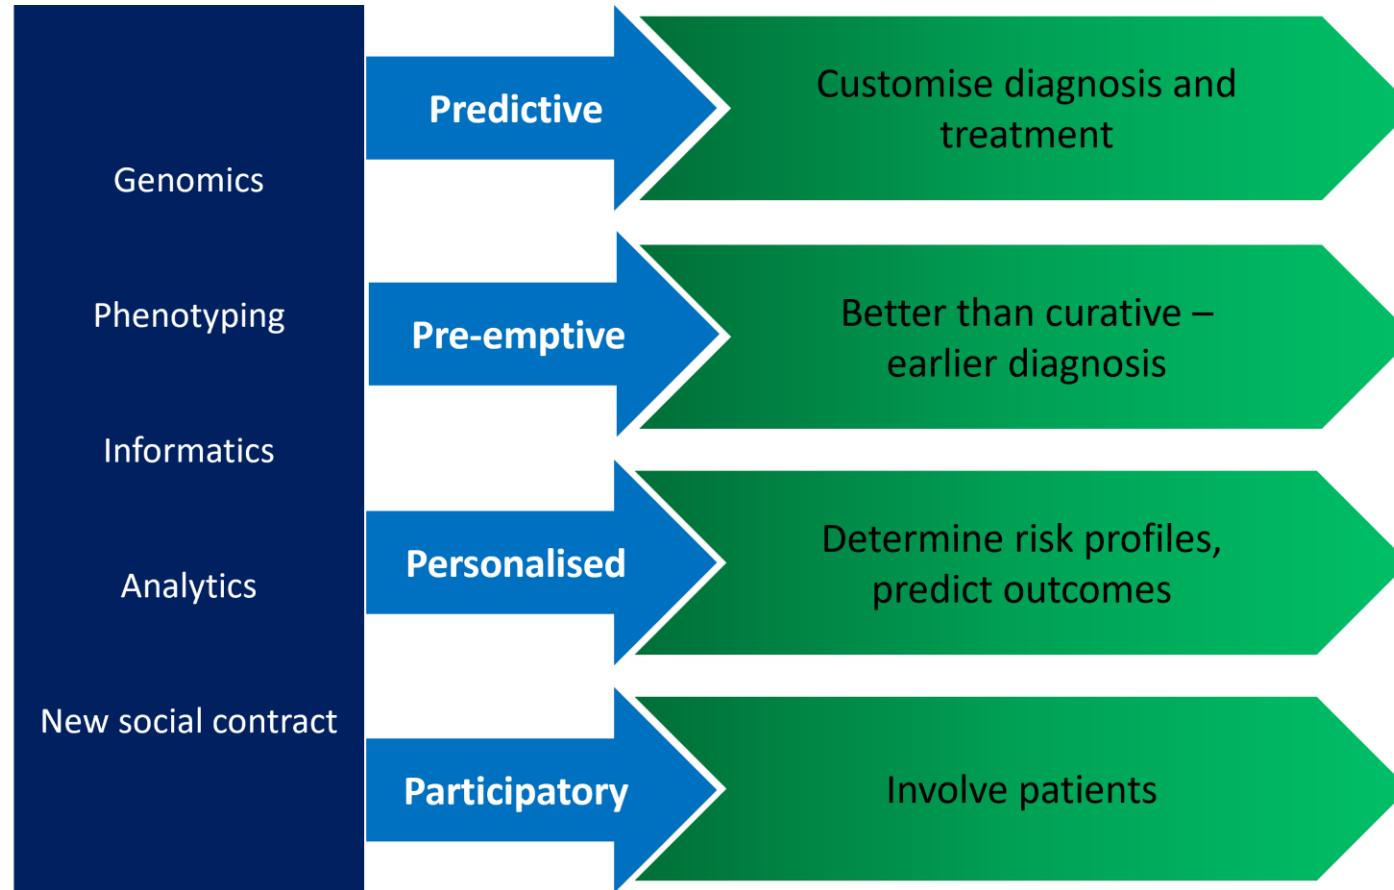 Genomics
Phenotyping
Informatics
Analytics
New social contract
Predictive
Customise diagnosis and
treatment
Pre-emptive
Better than curative –
earlier diagnosis
Personalised
Determine risk profiles,
predict outcomes
Participatory
Involve patients